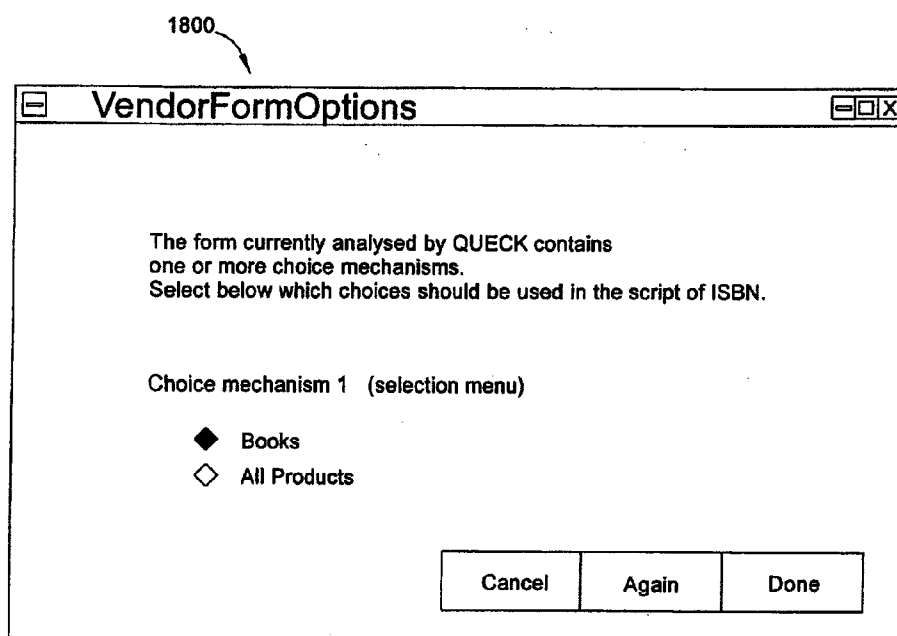 1800
VendorFormOptions
The form currently analysed by QUECK contains
one or more choice mechanisms.
Select below which choices should be used in the script of ISBN.
Choice mechanism 1 (selection menu)
Books
All Products
Cancel Again Done